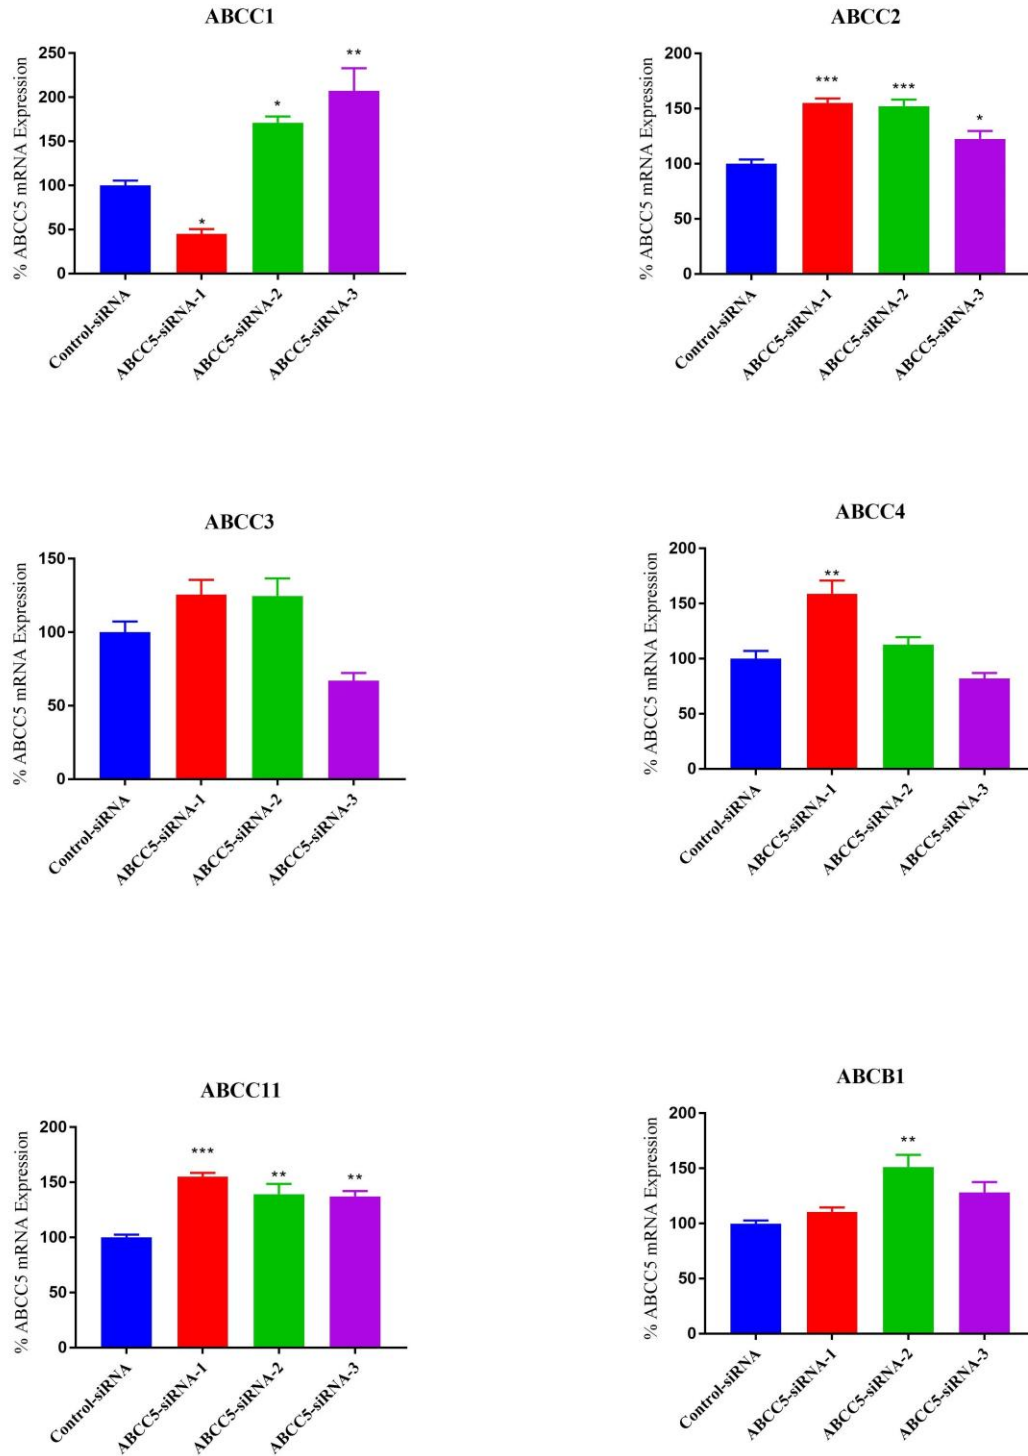 ABCC1
% ABCC5 mRNA Expression
250
200
150
100
50
0
*
*
**
Control-siRNA
ABCC5-siRNA-1
ABCC5-siRNA-2
ABCC5-siRNA-3
ABCC2
% ABCC5 mRNA Expression
200
150
100
50
0
***
***
*
Control-siRNA
ABCC5-siRNA-1
ABCC5-siRNA-2
ABCC5-siRNA-3
ABCC3
% ABCC5 mRNA Expression
150
100
50
0
Control-siRNA
ABCC5-siRNA-1
ABCC5-siRNA-2
ABCC5-siRNA-3
ABCC4
% ABCC5 mRNA Expression
200
150
100
50
0
**
Control-siRNA
ABCC5-siRNA-1
ABCC5-siRNA-2
ABCC5-siRNA-3
ABCC11
% ABCC5 mRNA Expression
200
150
100
50
0
***
**
**
Control-siRNA
ABCC5-siRNA-1
ABCC5-siRNA-2
ABCC5-siRNA-3
ABCB1
% ABCC5 mRNA Expression
200
150
100
50
0
**
Control-siRNA
ABCC5-siRNA-1
ABCC5-siRNA-2
ABCC5-siRNA-3